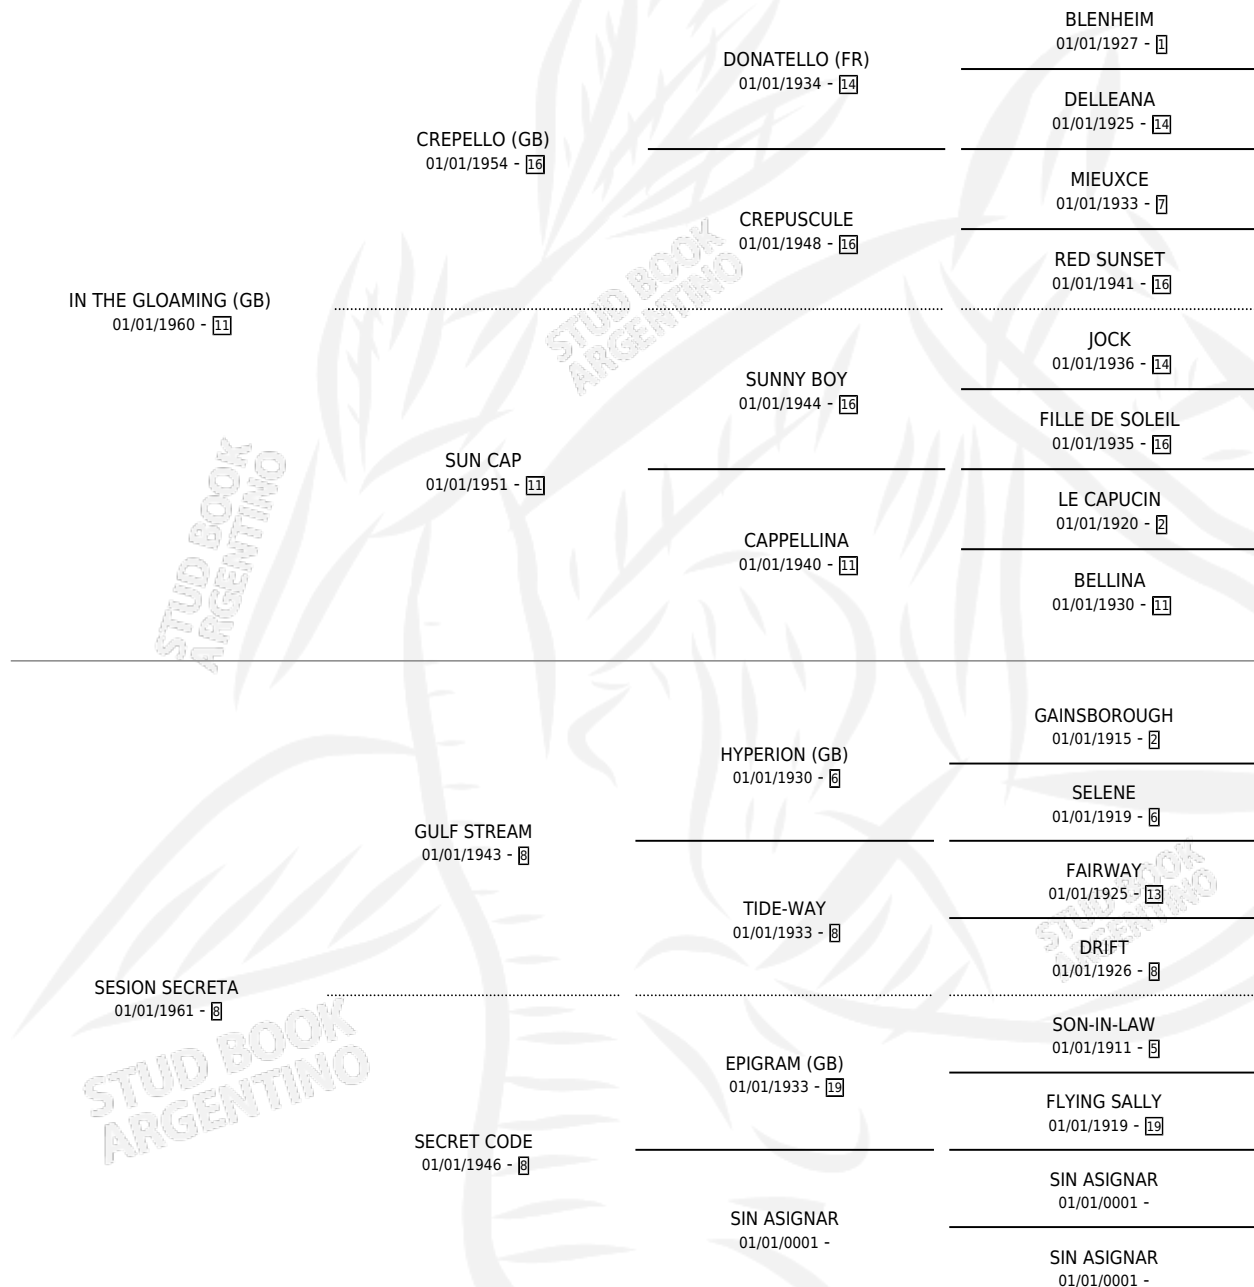 BLENHEIM
01/01/1927 - 1
DONATELLO (FR)
01/01/1934 - 14
DELLEANA
01/01/1925 - 14
CREPELLO (GB)
01/01/1954 - 16
MIEUXCE
01/01/1933 - 7
CREPUSCULE
01/01/1948 - 16
RED SUNSET
01/01/1941 - 16
IN THE GLOAMING (GB)
01/01/1960 - 11
JOCK
01/01/1936 - 14
SUNNY BOY
01/01/1944 - 16
FILLE DE SOLEIL
01/01/1935 - 16
SUN CAP
01/01/1951 - 11
LE CAPUCIN
01/01/1920 - 2
CAPPELLINA
01/01/1940 - 11
BELLINA
01/01/1930 - 11
GAINSBOROUGH
01/01/1915 - 2
HYPERION (GB)
01/01/1930 - 6
SELENE
01/01/1919 - 6
GULF STREAM
01/01/1943 - 8
FAIRWAY
01/01/1925 - 13
TIDE-WAY
01/01/1933 - 8
DRIFT
01/01/1926 - 8
SESION SECRETA
01/01/1961 - 8
SON-IN-LAW
01/01/1911 - 5
EPIGRAM (GB)
01/01/1933 - 19
FLYING SALLY
01/01/1919 - 19
SECRET CODE
01/01/1946 - 8
SIN ASIGNAR
01/01/0001 -
SIN ASIGNAR
01/01/0001 -
SIN ASIGNAR
01/01/0001 -
STUD BOOK
ARGENTINO
STUD BOOK
ARGENTINO
STUD BOOK
ARGENTINO
STUD BOOK
ARGENTINO